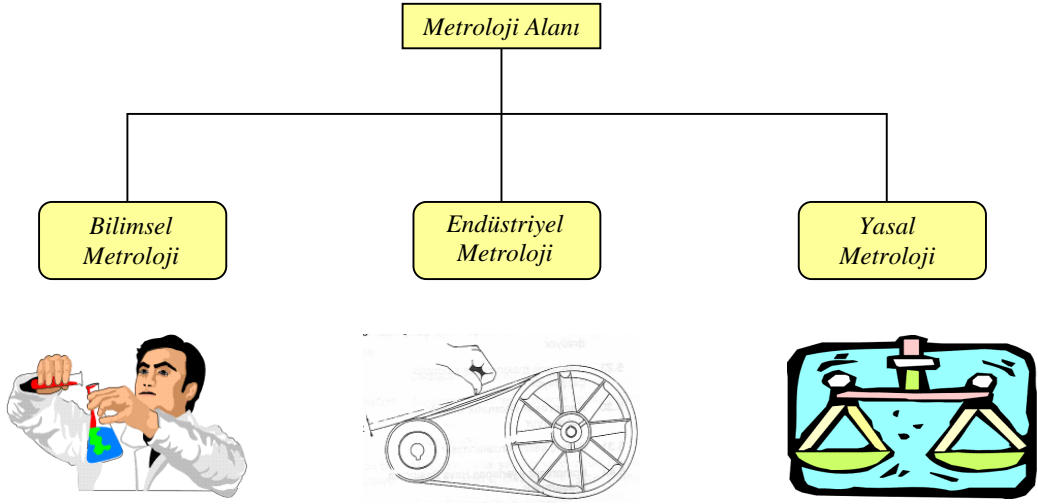 Metroloji Alanı
Bilimsel
Metroloji
Endüstriyel
Metroloji
Yasal
Metroloji